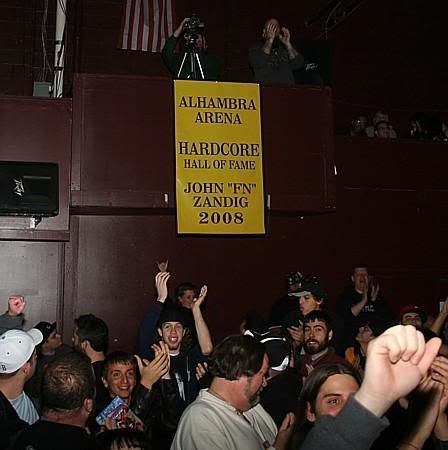 ALHAMBRA
ARENA
HARDCORE
HALL OF FAME
JOHN "FN"
ZANDIG
2008